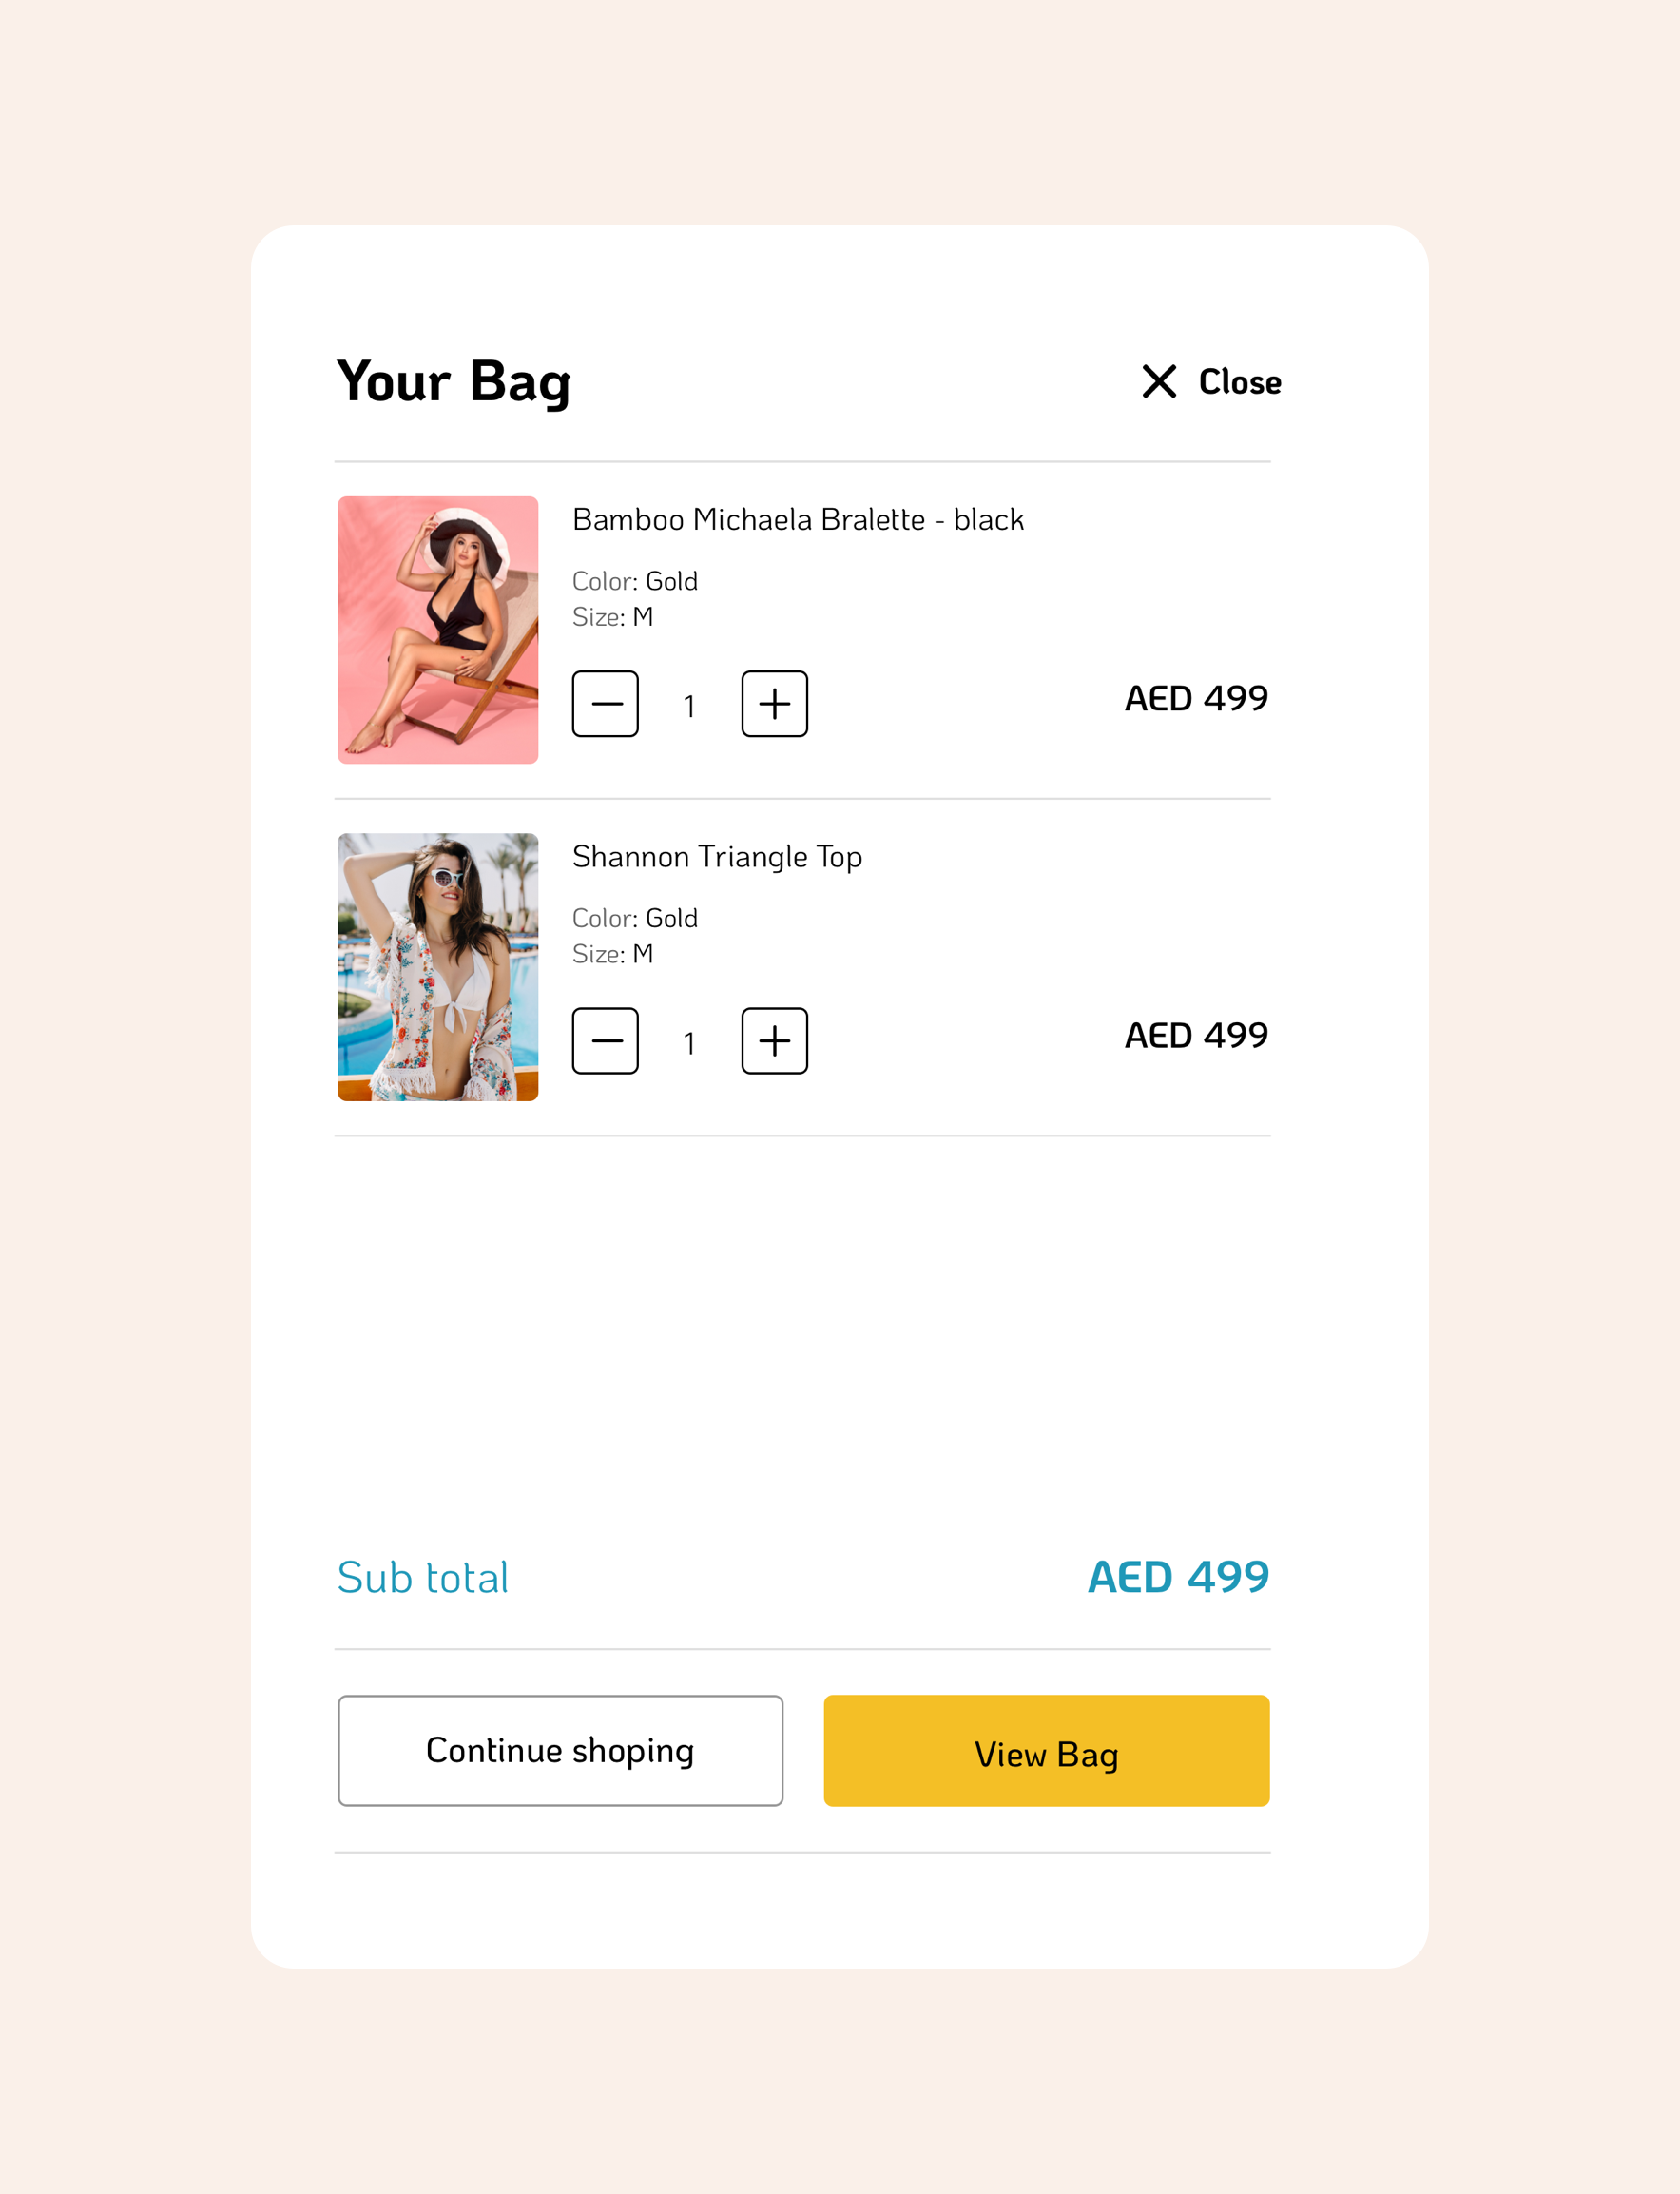 Your Bag
Close
Bamboo Michaela Bralette - black
Color: Gold
Size: M
1
AED 499
Shannon Triangle Top
Color: Gold
Size: M
1
AED 499
Sub total
AED 499
Continue shoping
View Bag